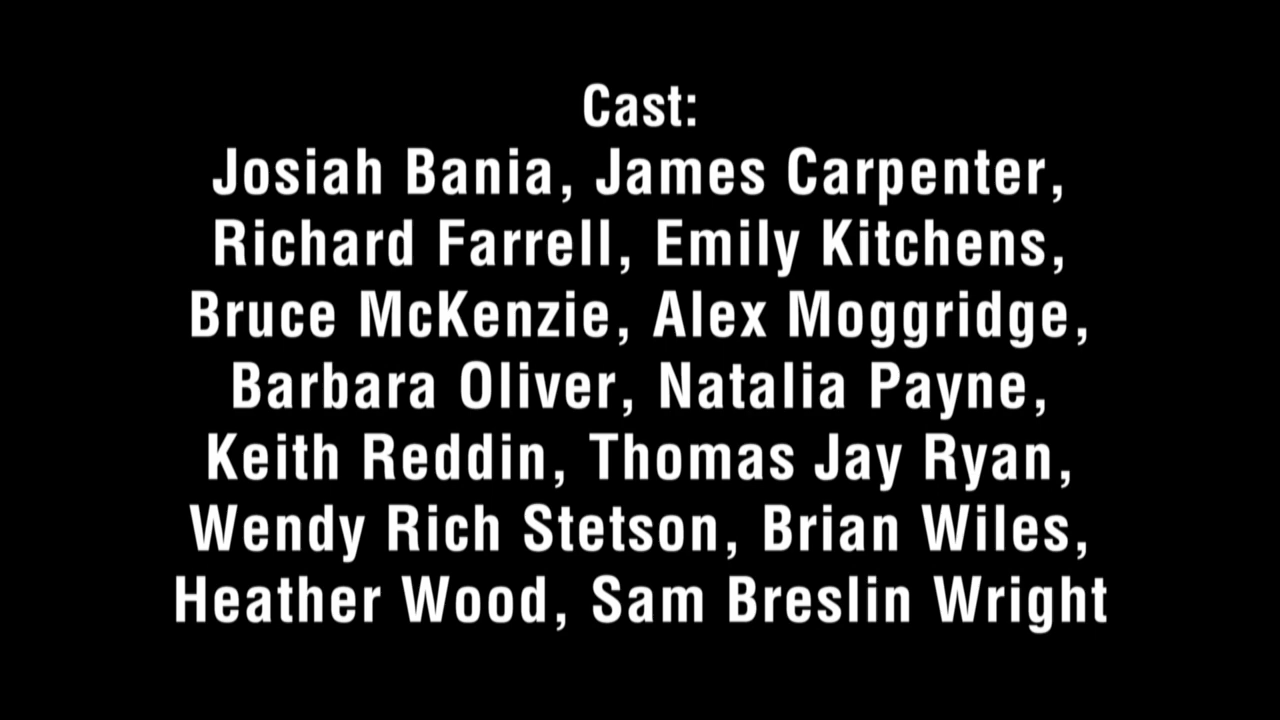 Cast:
Josiah Bania, James Carpenter,
Richard Farrell, Emily Kitchens,
Bruce McKenzie, Alex Moggridge,
Barbara Oliver, Natalia Payne,
Keith Reddin, Thomas Jay Ryan,
Wendy Rich Stetson, Brian Wiles,
Heather Wood, Sam Breslin Wright